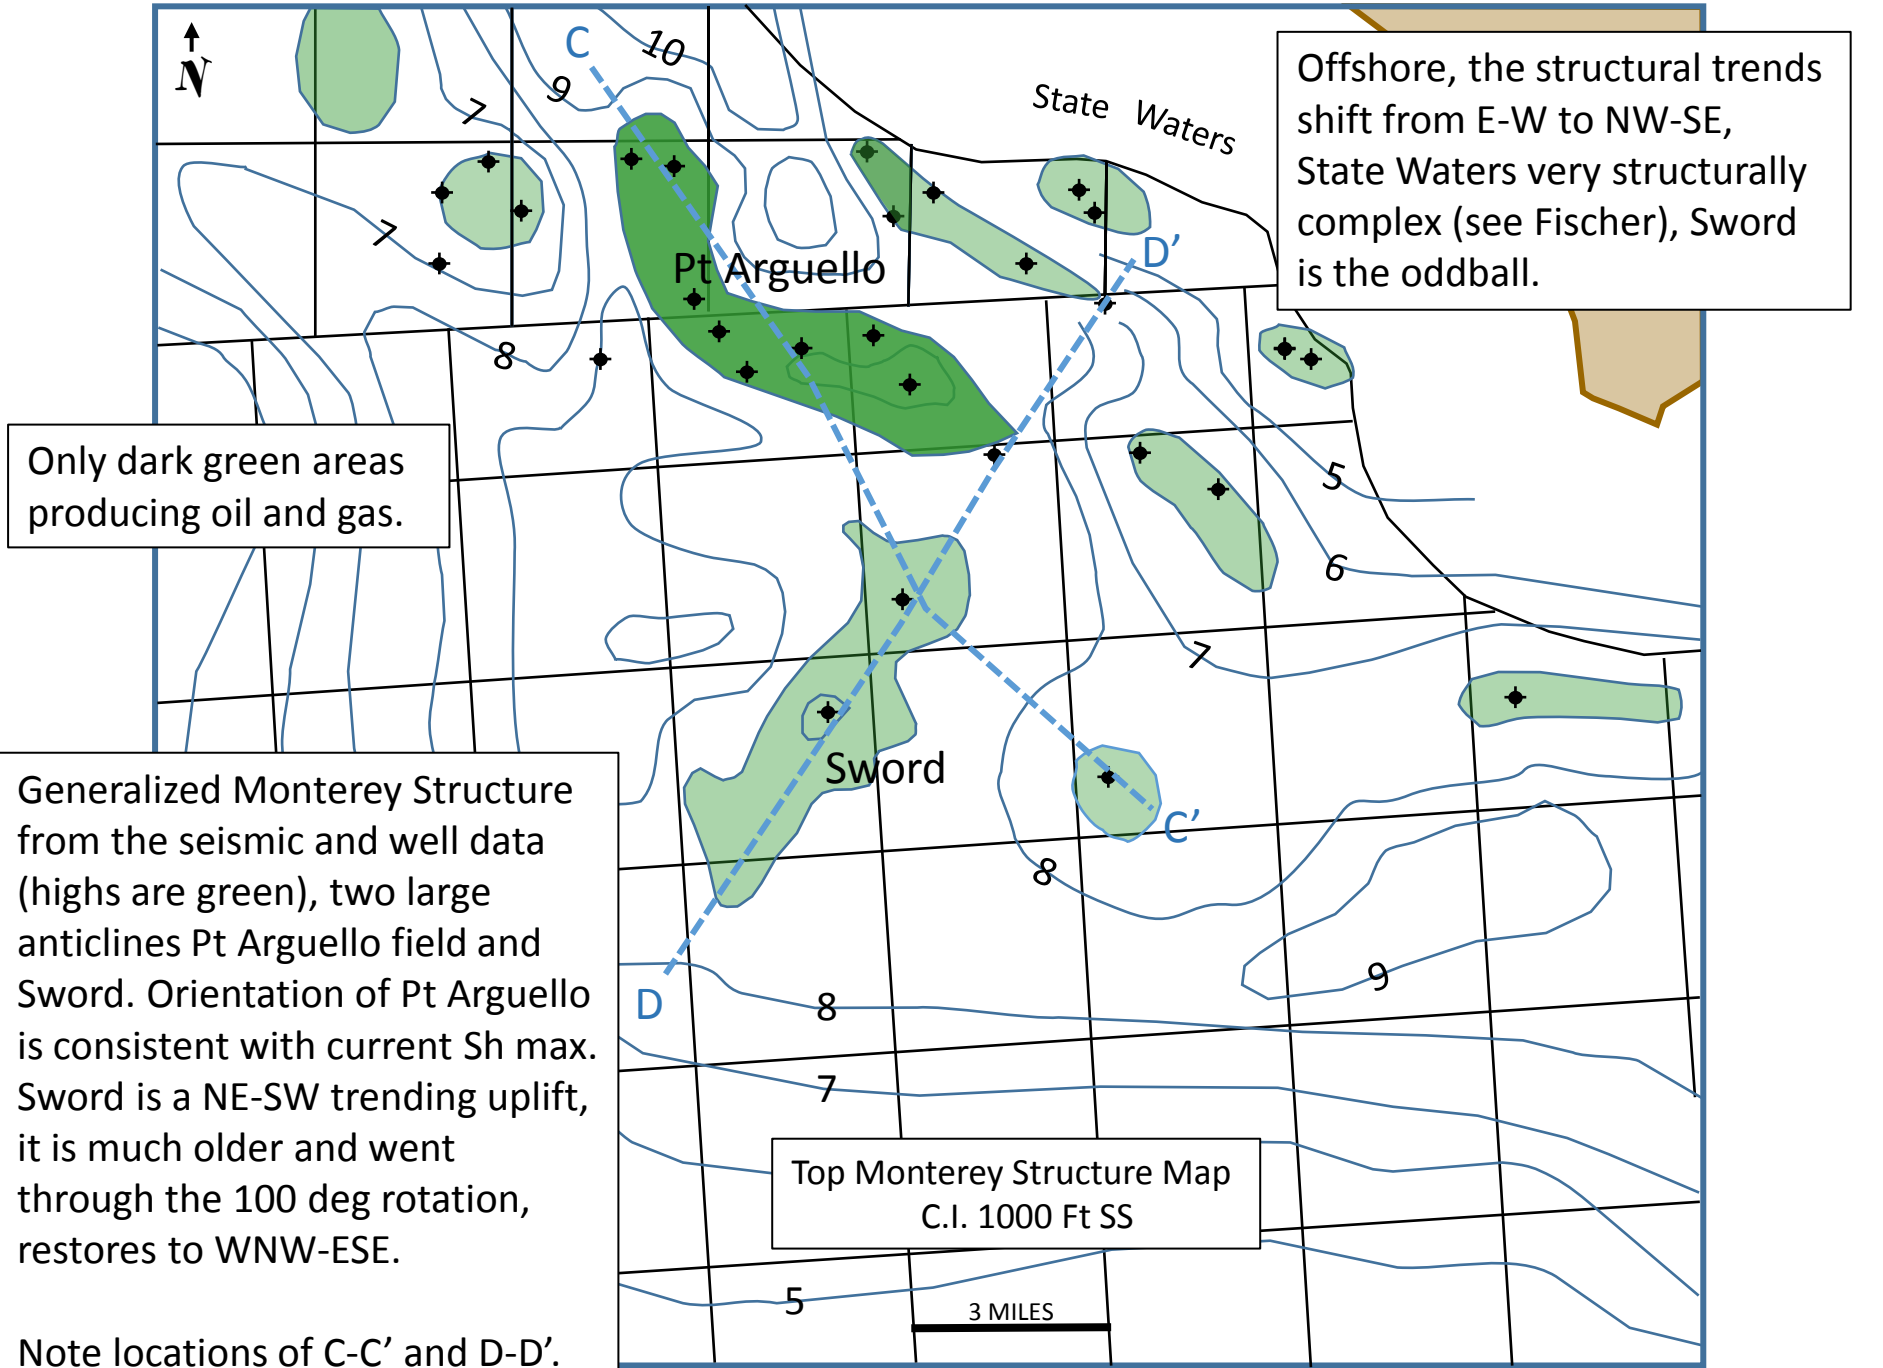 N
C
10
9
7
State Waters
Offshore, the structural trends
shift from E-W to NW-SE,
State Waters very structurally
complex (see Fischer), Sword
is the oddball.
7
Pt Arguello
D’
8
Only dark green areas
producing oil and gas.
5
6
7
Sword
C’
8
Generalized Monterey Structure
from the seismic and well data
(highs are green), two large
anticlines Pt Arguello field and
Sword. Orientation of Pt Arguello
is consistent with current Sh max.
Sword is a NE-SW trending uplift,
it is much older and went
through the 100 deg rotation,
restores to WNW-ESE.
Note locations of C-C’ and D-D’.
D
8
9
7
Top Monterey Structure Map
C.I. 1000 Ft SS
5
3 MILES